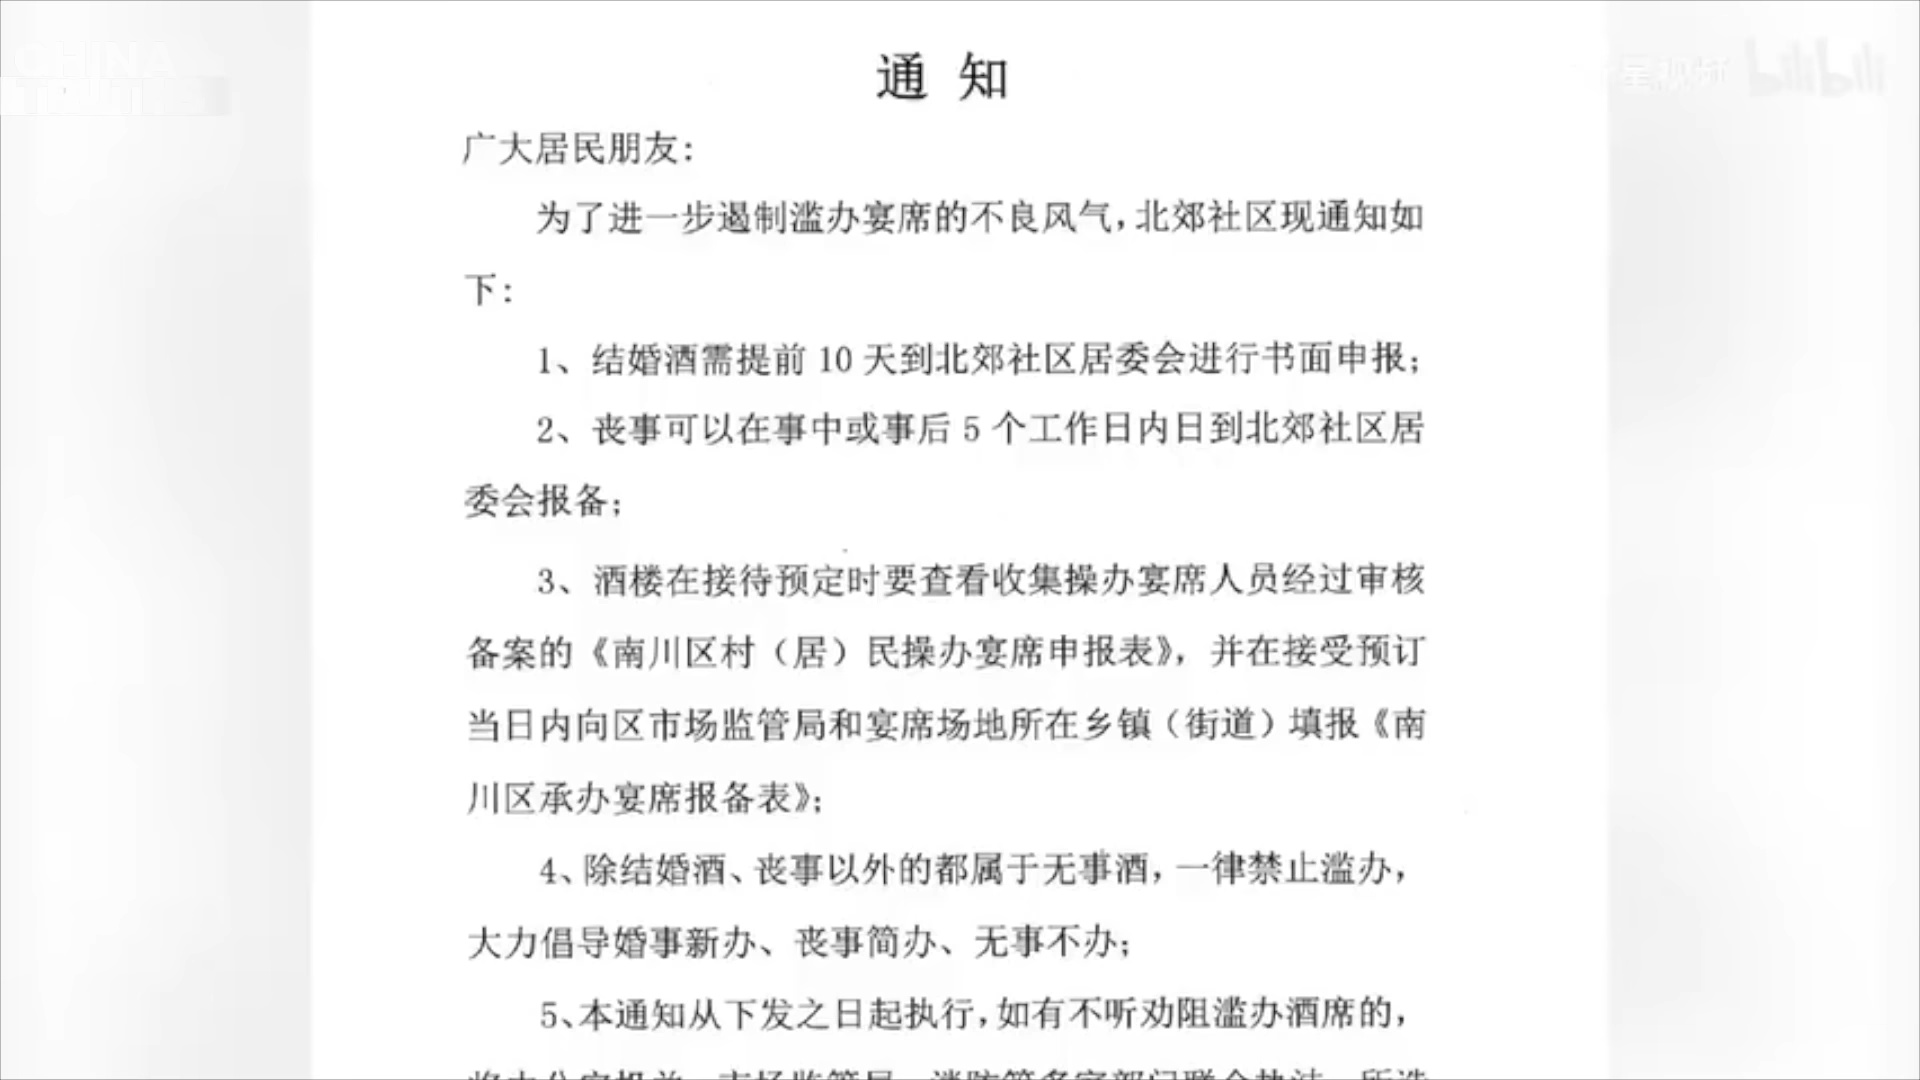 CHINA
通知
广大居民朋友:
为了进一步遏制滥办宴席的不良风气,北郊社区现通知如
下:
1、结婚酒需提前 10 天到北郊社区居委会进行书面申报;
2、丧事可以在事中或事后 5 个工作日内日到北郊社区居
委会报备;
3、酒楼在接待预定时要查看收集操办宴席人员经过审核
备案的《南川区村（居）民操办宴席申报表》，并在接受预订
当日内向区市场监管局和宴席场地所在乡镇（街道）填报《南
川区承办宴席报备表》;
4、除结婚酒、丧事以外的都属于无事酒，一律禁止滥办，
大力倡导婚事新办、丧事简办、无事不办;
5、本通知从下发之日起执行,如有不听劝阻滥办酒席的，
星视频 bilibili